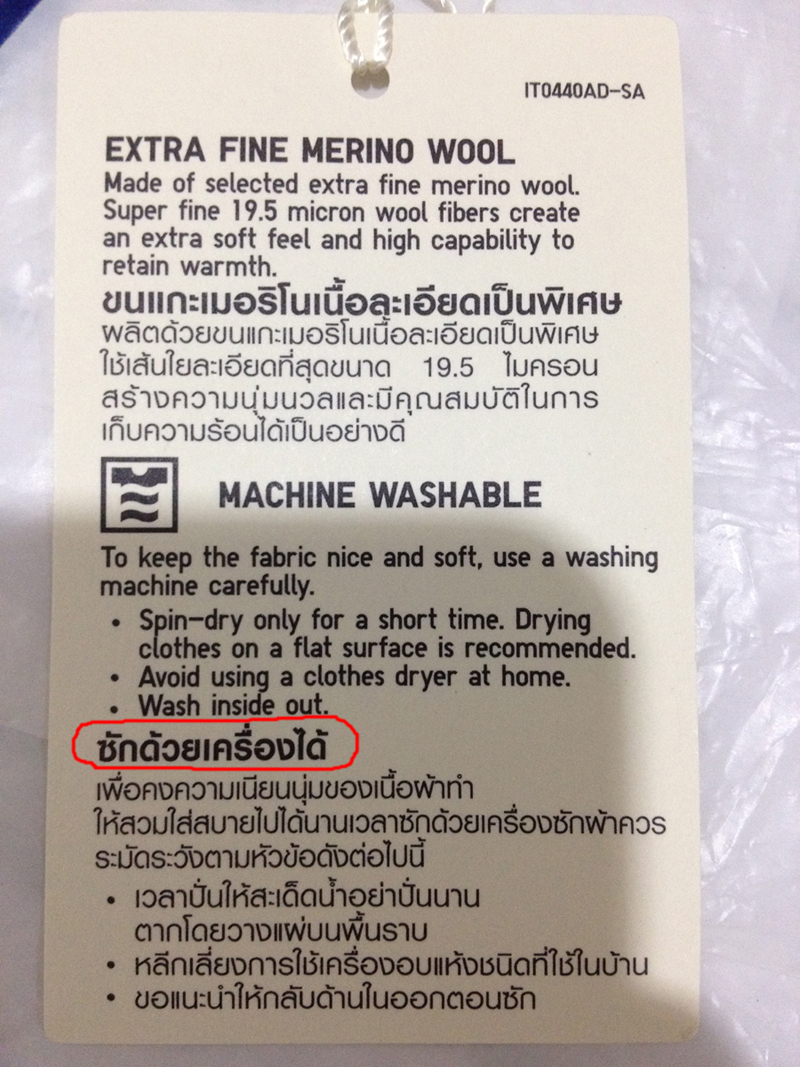 IT0440AD-SA
EXTRA FINE MERINO WOOL
Made of selected extra fine merino wool.
Super fine 19.5 micron wool fibers create
an extra soft feel and high capability to
retain warmth.
ขนแกะเมอริโนเนื้อละเอียดเป็นพิเศษ
ผลิตด้วยขนแกะเมอริโนเนื้อละเอียดเป็นพิเศษ
ใช้เส้นใยละเอียดที่สุดขนาด 19.5 ไมครอน
สร้างความนุ่มนวลและมีคุณสมบัติในการ
เก็บความร้อนได้เป็นอย่างดี
MACHINE WASHABLE
To keep the fabric nice and soft, use a washing
machine carefully.
• Spin-dry only for a short time. Drying
clothes on a flat surface is recommended.
• Avoid using a clothes dryer at home.
• Wash inside out.
ซักด้วยเครื่องได้
เพื่อคงความเนียนนุ่มของเนื้อผ้าทำ
ให้สวมใส่สบายไปได้นานเวลาซักด้วยเครื่องซักผ้าควร
ระมัดระวังตามหัวข้อดังต่อไปนี้
• เวลาปั่นให้สะเด็ดน้ำอย่าปั่นนาน
ตากโดยวางแผ่บนพื้นราบ
• หลีกเลี่ยงการใช้เครื่องอบแห้งชนิดที่ใช้ในบ้าน
• ขอแนะนำให้กลับด้านในออกตอนซัก